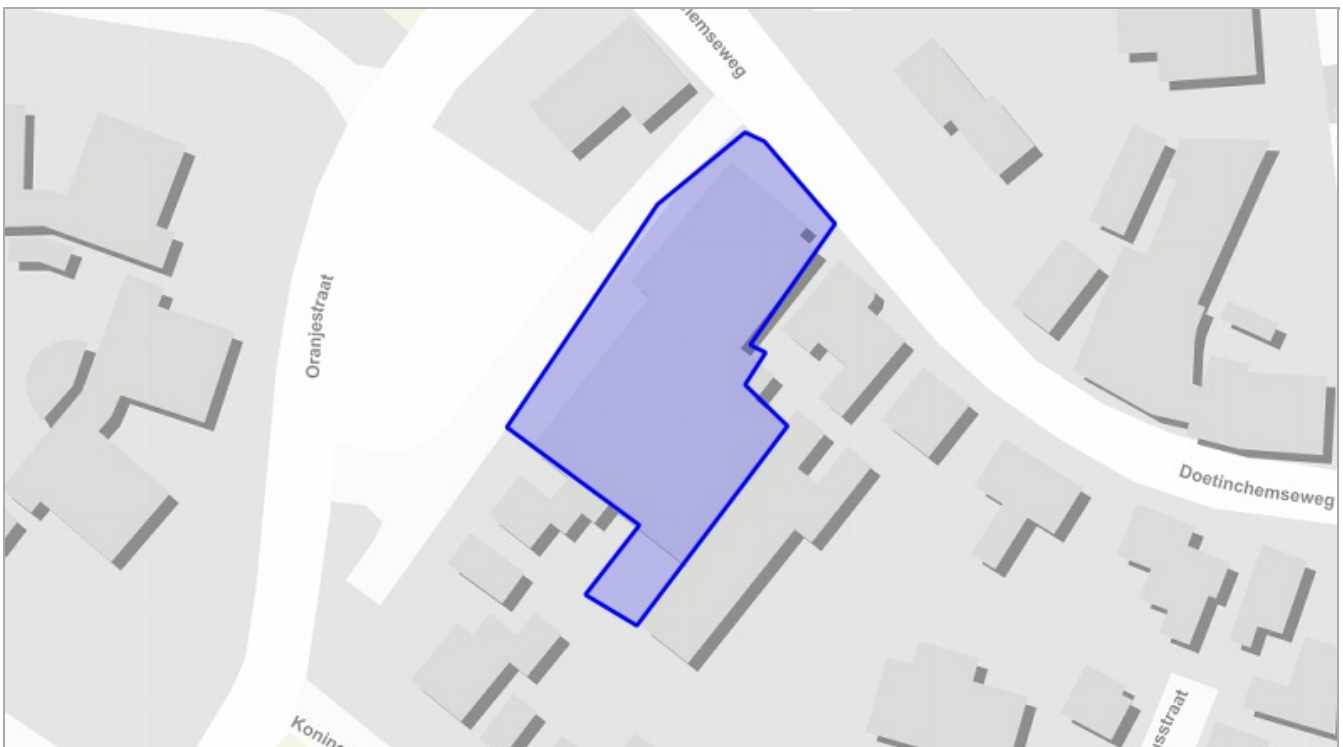 hemseweg
Oranjestraat
Doetinchemseweg
Konin
sstraat